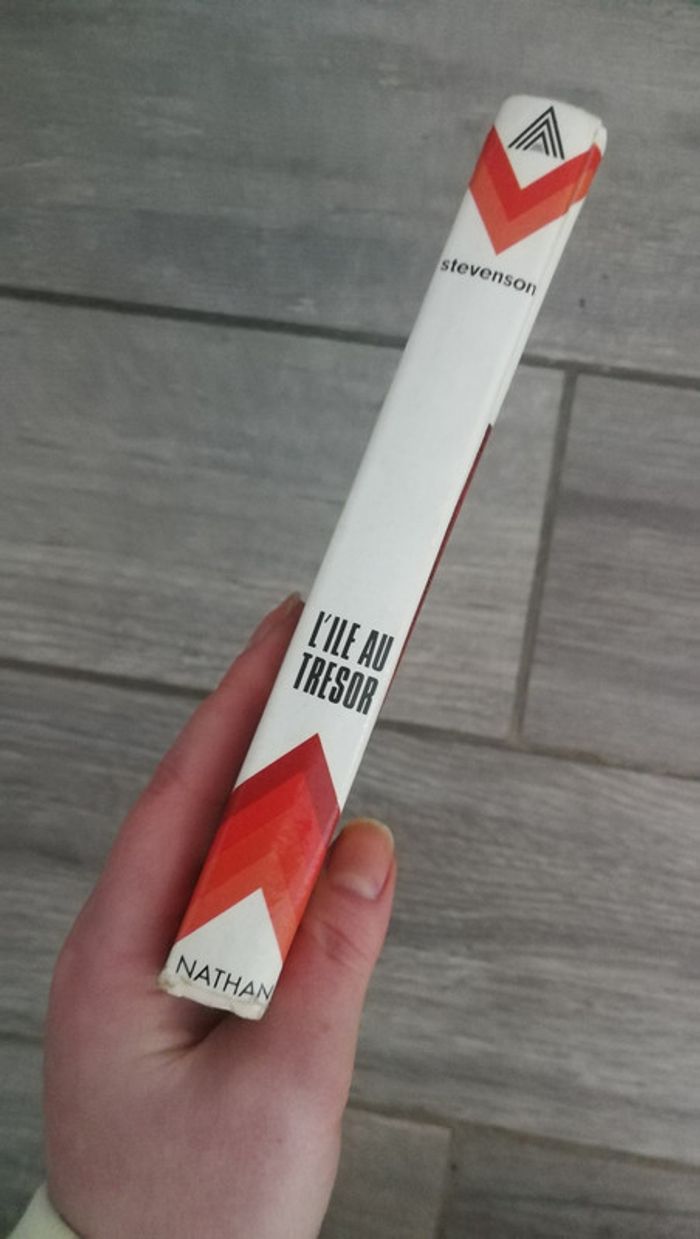 stevenson
L'ILE AU
TRESOR
NATHAN